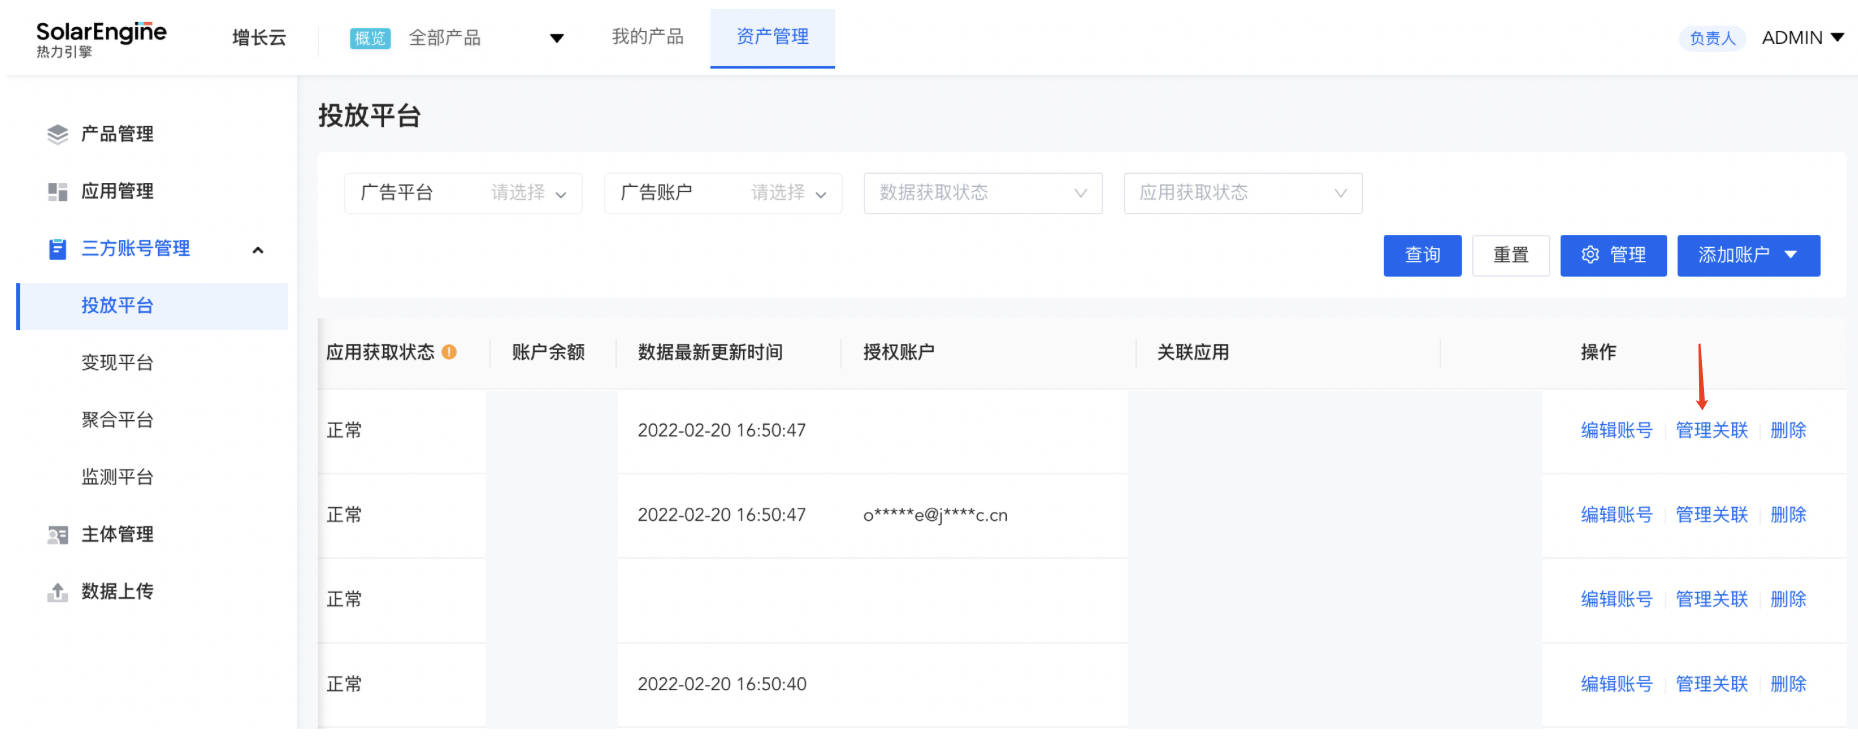 SolarEngine
热力引擎
增长云
概览 全部产品
我的产品
资产管理
负责人 ADMIN
产品管理
应用管理
三方账号管理
投放平台
变现平台
聚合平台
监测平台
主体管理
数据上传
投放平台
广告平台 请选择
广告账户 请选择
数据获取状态
应用获取状态
查询
重置
管理
添加账户
应用获取状态 账户余额 数据最新更新时间 授权账户 关联应用 操作
正常 2022-02-20 16:50:47 编辑账号 管理关联 删除
正常 2022-02-20 16:50:47 o*****e@j****c.cn 编辑账号 管理关联 删除
正常 编辑账号 管理关联 删除
正常 2022-02-20 16:50:40 编辑账号 管理关联 删除